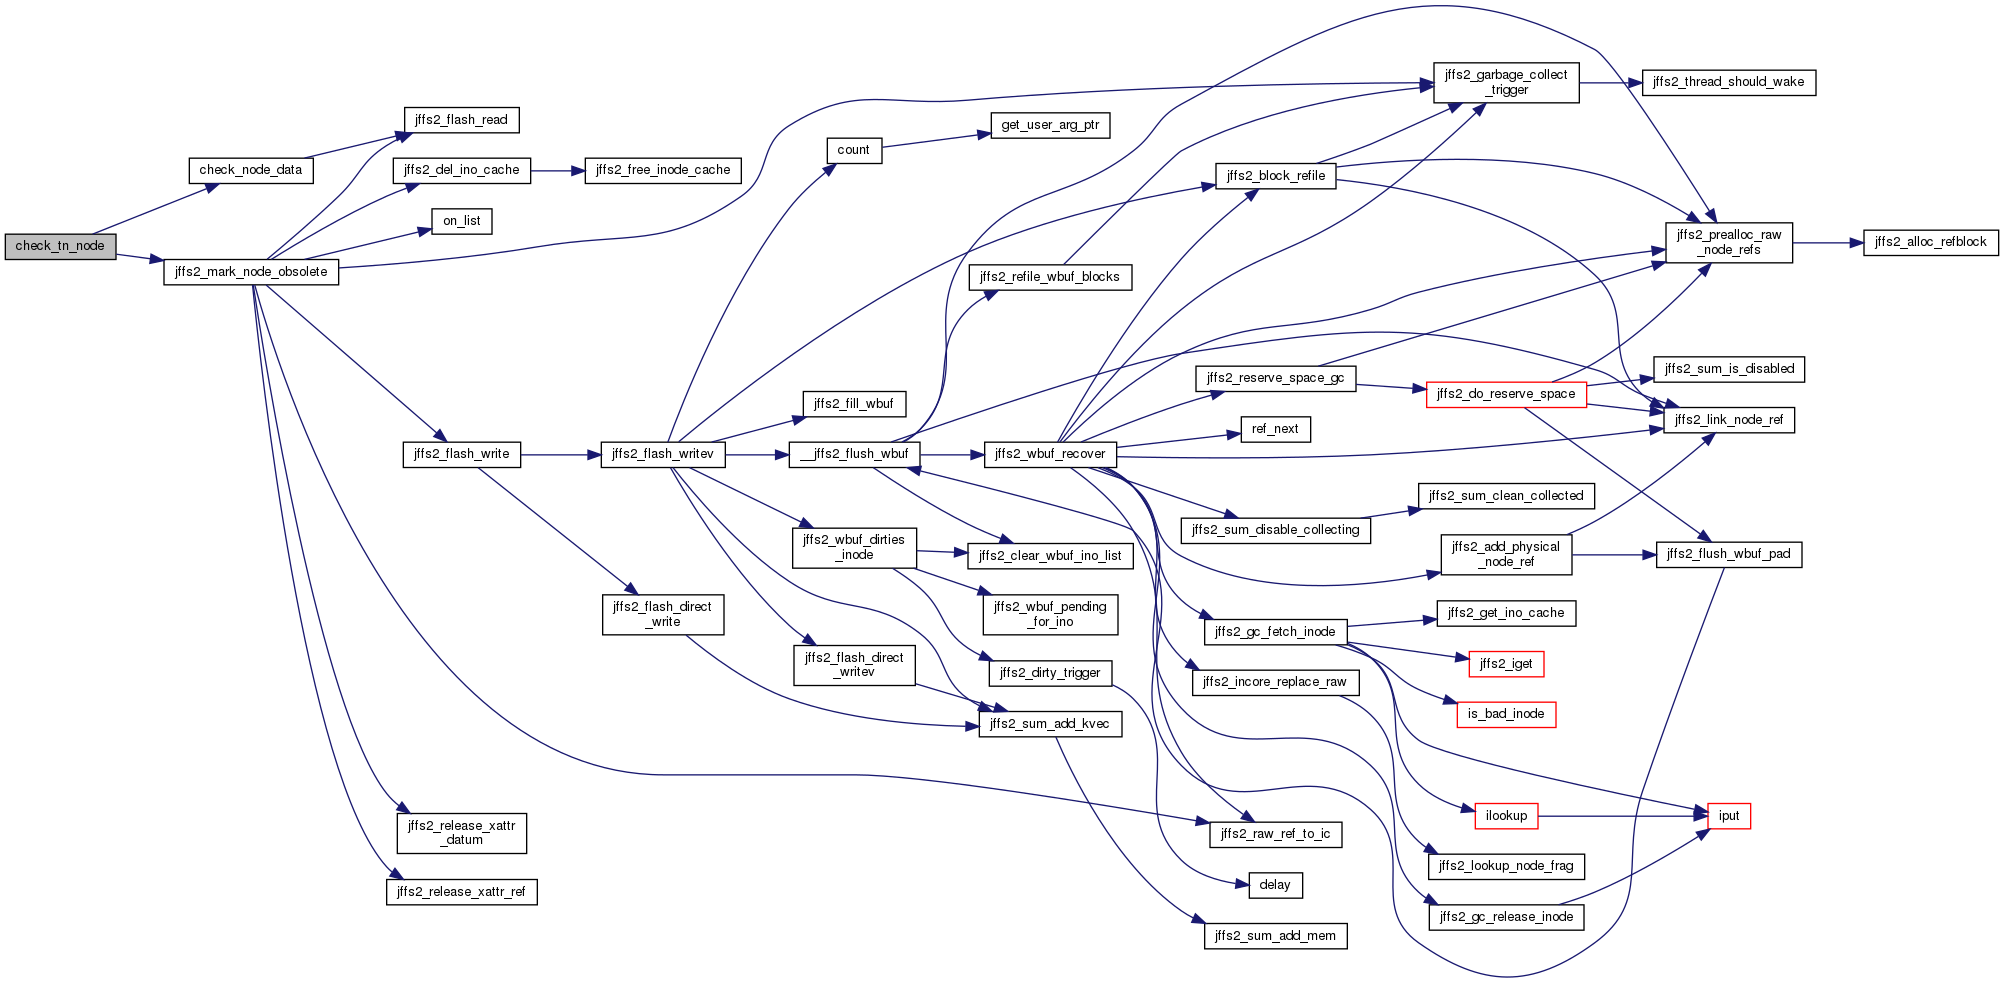 check_tn_node
check_node_data
jffs2_mark_node_obsolete
jffs2_flash_read
jffs2_del_ino_cache
on_list
jffs2_flash_write
jffs2_release_xattr
_datum
jffs2_release_xattr_ref
jffs2_free_inode_cache
jffs2_flash_writev
jffs2_flash_direct
_write
count
jffs2_fill_wbuf
__jffs2_flush_wbuf
jffs2_wbuf_dirties
_inode
jffs2_flash_direct
_writev
get_user_arg_ptr
jffs2_refile_wbuf_blocks
jffs2_wbuf_recover
jffs2_clear_wbuf_ino_list
jffs2_wbuf_pending
_for_ino
jffs2_dirty_trigger
jffs2_sum_add_kvec
jffs2_block_refile
jffs2_reserve_space_gc
ref_next
jffs2_sum_disable_collecting
jffs2_gc_fetch_inode
jffs2_incore_replace_raw
jffs2_raw_ref_to_ic
delay
jffs2_sum_add_mem
jffs2_garbage_collect
_trigger
jffs2_do_reserve_space
jffs2_sum_clean_collected
jffs2_add_physical
_node_ref
jffs2_get_ino_cache
jffs2_iget
is_bad_inode
ilookup
jffs2_lookup_node_frag
jffs2_gc_release_inode
jffs2_thread_should_wake
jffs2_prealloc_raw
_node_refs
jffs2_sum_is_disabled
jffs2_link_node_ref
jffs2_flush_wbuf_pad
iput
jffs2_alloc_refblock